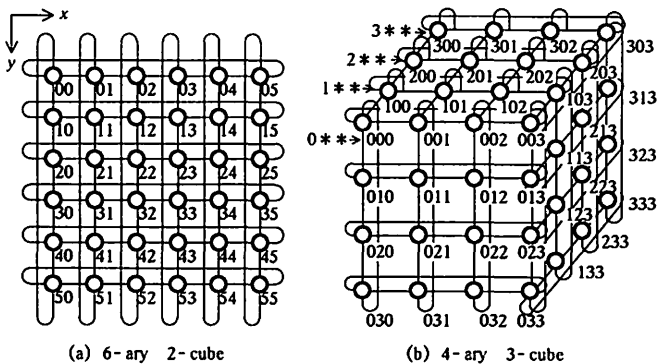 x
y
00 01 02 03 04 05
10 11 12 13 14 15
20 21 22 23 24 25
30 31 32 33 34 35
40 41 42 43 44 45
50 51 52 53 54 55
(a) 6-ary 2-cube
3**→ 300 301 302 303
2**→ 200 201 202 203
1**→ 100 101 102 103
0**→ 000 001 002 003
313
213
113
010 011 012 013
323
223
123
020 021 022 023
333
233
133
030 031 032 033
(b) 4-ary 3-cube